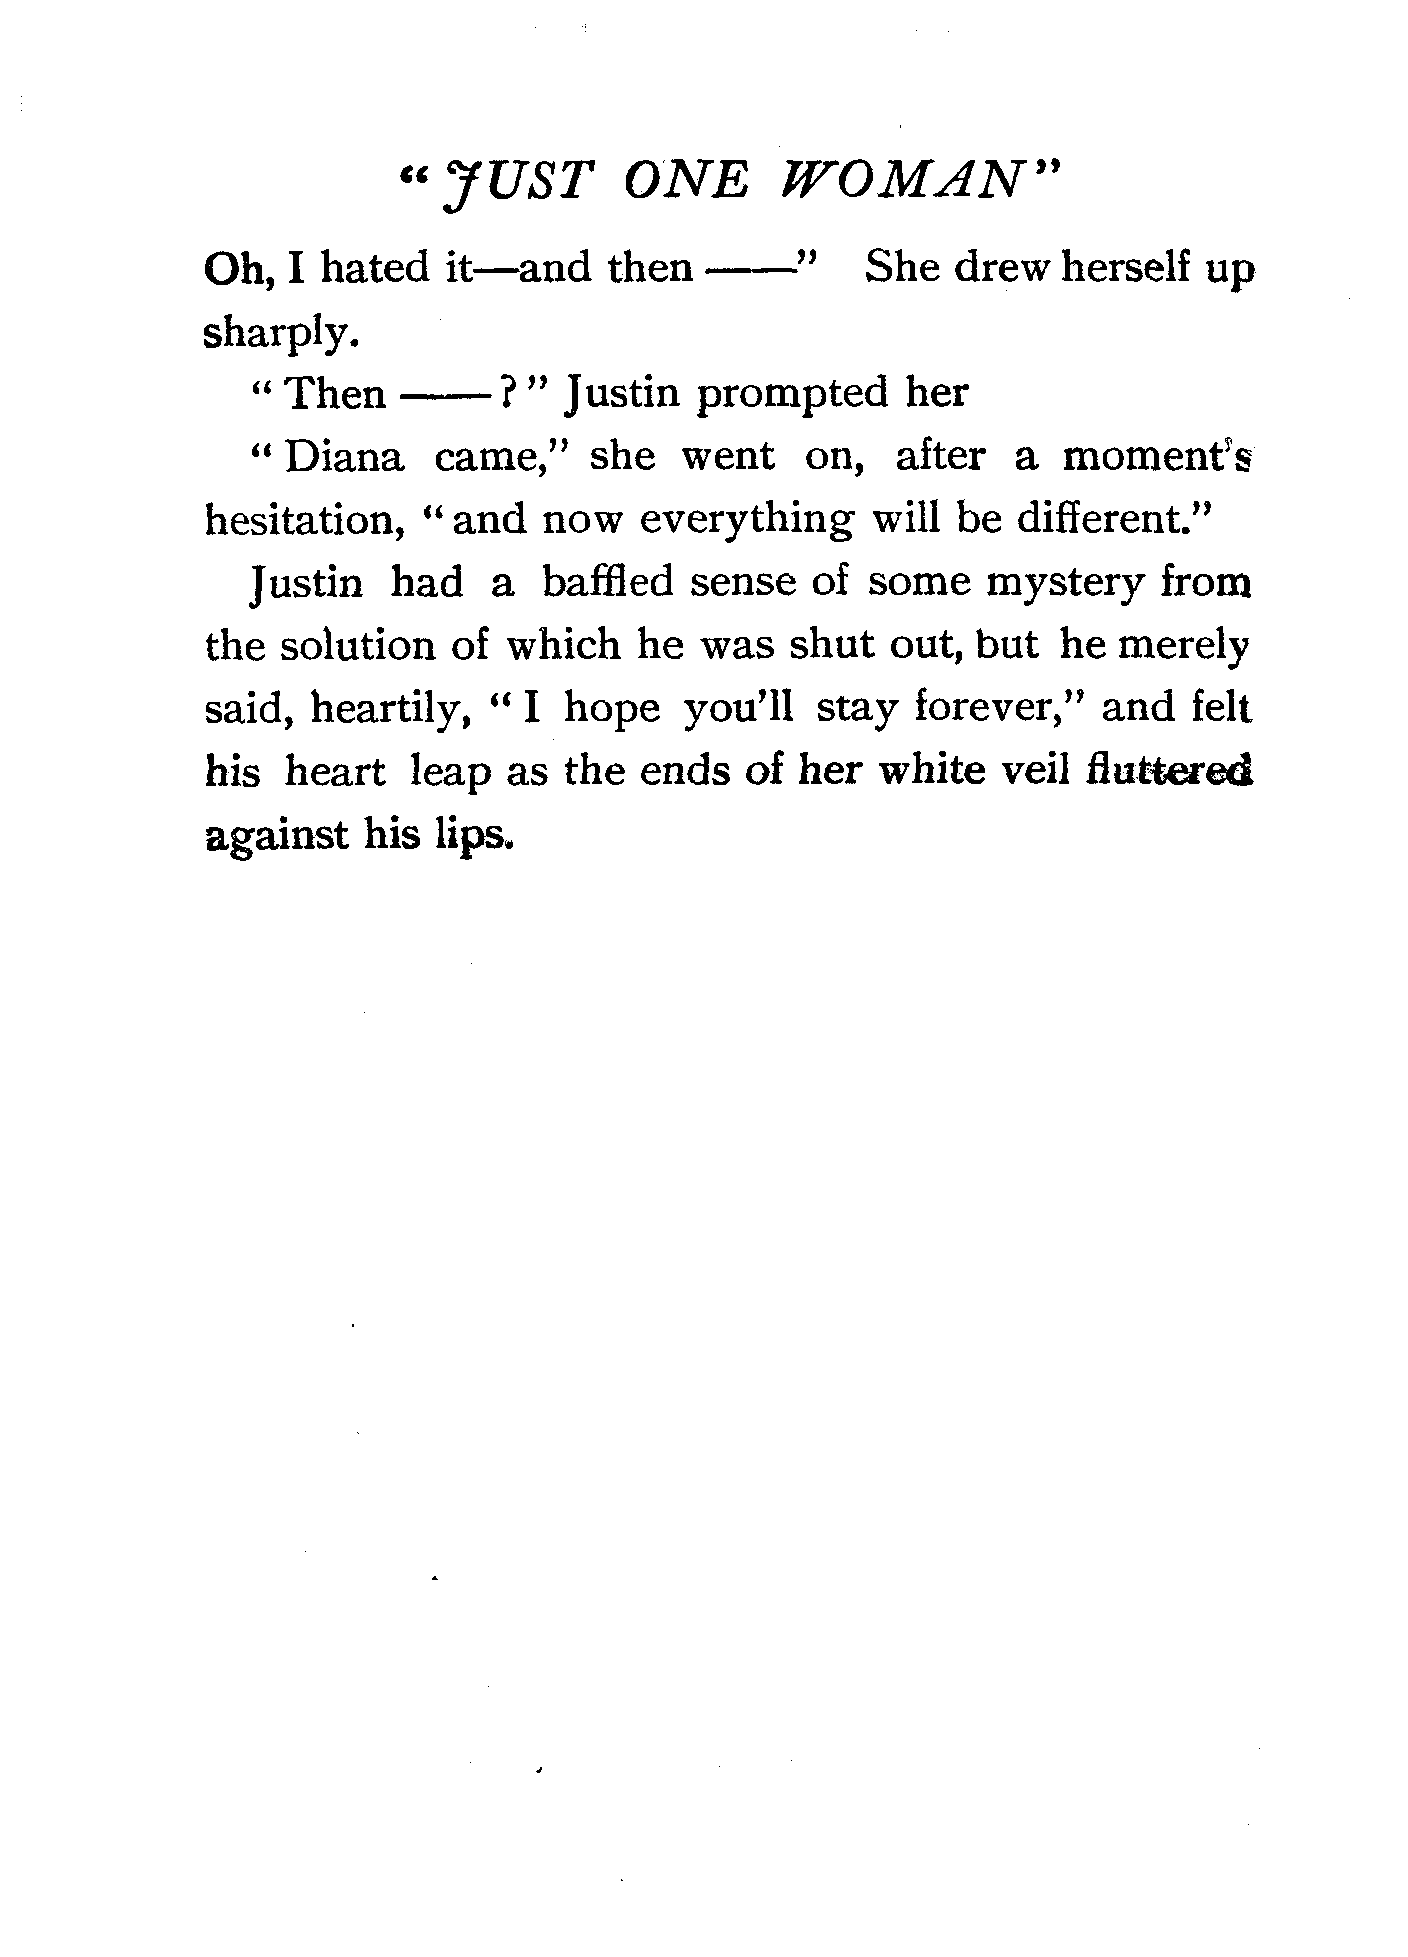 “JUST ONE WOMAN”
Oh, I hated it—and then ——” She drew herself up
sharply.
“ Then ——? ” Justin prompted her
“ Diana came,” she went on, after a moment’s
hesitation, “ and now everything will be different.”
Justin had a baffled sense of some mystery from
the solution of which he was shut out, but he merely
said, heartily, “ I hope you’ll stay forever,” and felt
his heart leap as the ends of her white veil fluttered
against his lips.